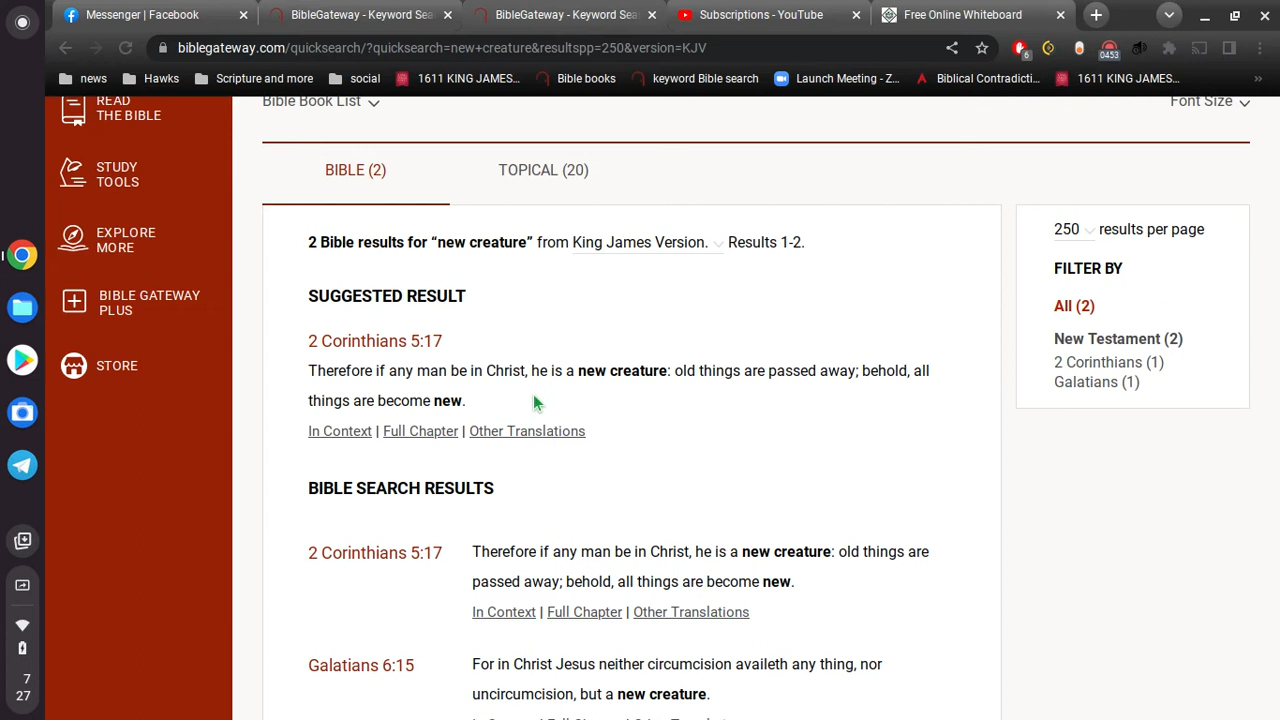 Messenger | Facebook
BibleGateway - Keyword Sea
BibleGateway - Keyword Sea
Subscriptions - YouTube
Free Online Whiteboard
biblegateway.com/quicksearch/?quicksearch=new+creature&resultspp=250&version=KJV
6
0453
news
Hawks
Scripture and more
social
1611 KING JAMES...
Bible books
keyword Bible search
Launch Meeting - Z...
Biblical Contradicti...
1611 KING JAMES...
»
READ
THE BIBLE
STUDY
TOOLS
EXPLORE
MORE
BIBLE GATEWAY
PLUS
STORE
7
27
Bible Book List
Font Size
BIBLE (2)
TOPICAL (20)
2 Bible results for “new creature” from King James Version. Results 1-2.
SUGGESTED RESULT
2 Corinthians 5:17
Therefore if any man be in Christ, he is a new creature: old things are passed away; behold, all
things are become new.
In Context | Full Chapter | Other Translations
BIBLE SEARCH RESULTS
2 Corinthians 5:17
Therefore if any man be in Christ, he is a new creature: old things are
passed away; behold, all things are become new.
In Context | Full Chapter | Other Translations
Galatians 6:15
For in Christ Jesus neither circumcision availeth any thing, nor
uncircumcision, but a new creature.
250 results per page
FILTER BY
All (2)
New Testament (2)
2 Corinthians (1)
Galatians (1)